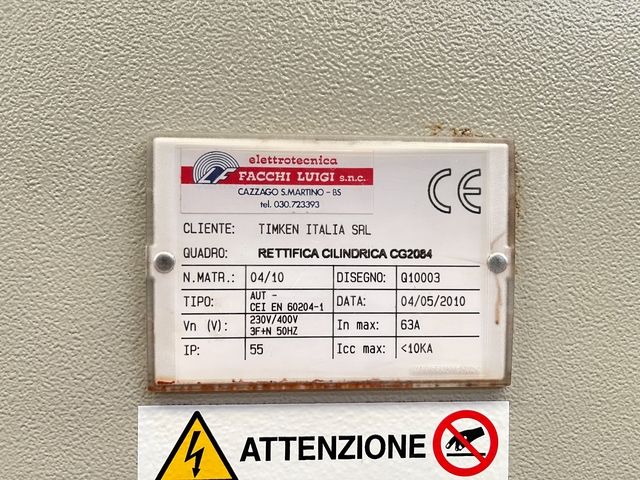 elettrotecnica
FACCHI LUIGI s.n.c.
CAZZAGO S.MARTINO - BS
tel. 030.723393
CE
CLIENTE: TIMKEN ITALIA SRL
QUADRO: RETTIFICA CILINDRICA CG2084
N.MATR.: 04/10 DISEGNO: Q10003
TIPO: AUT - CEI EN 60204-1 DATA: 04/05/2010
Vn (V): 230V/400V 3F+N 50HZ In max: 63A
IP: 55 Icc max: <10KA
ATTENZIONE